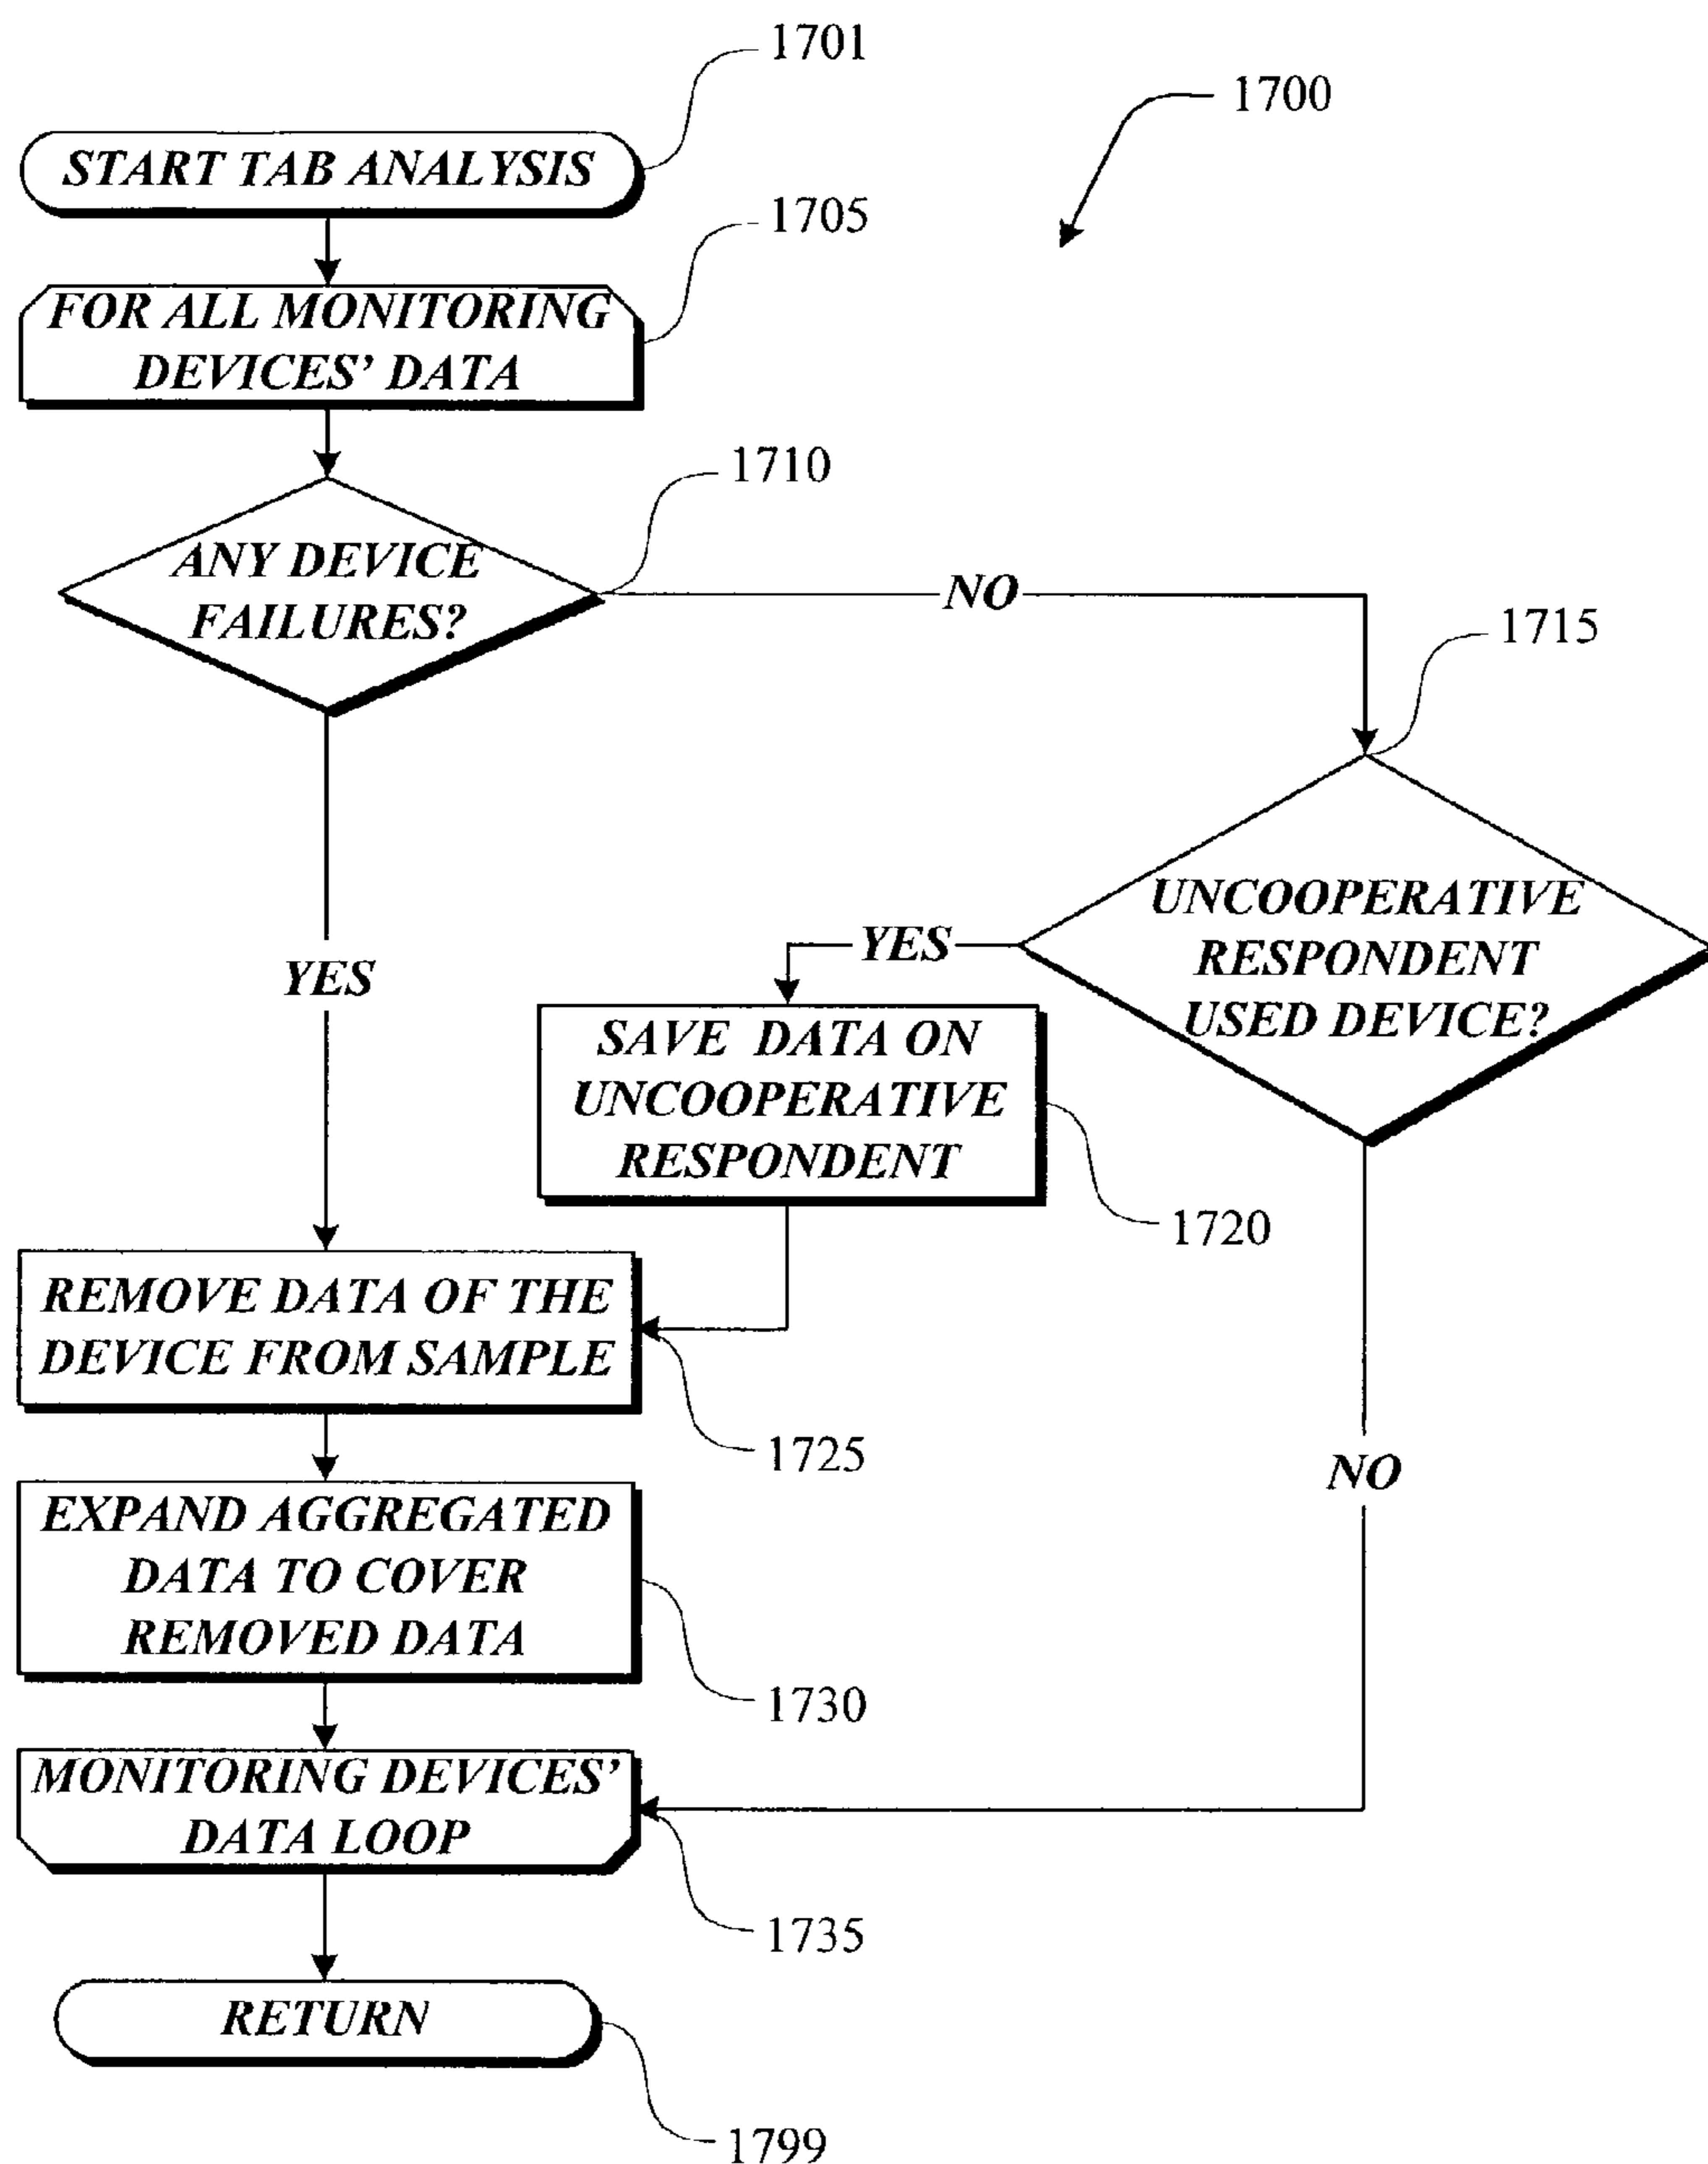 1701
1700
START TAB ANALYSIS
1705
FOR ALL MONITORING
DEVICES’ DATA
1710
ANY DEVICE
FAILURES?
NO
1715
UNCOOPERATIVE
RESPONDENT
USED DEVICE?
YES
YES
SAVE DATA ON
UNCOOPERATIVE
RESPONDENT
1720
REMOVE DATA OF THE
DEVICE FROM SAMPLE
1725
NO
EXPAND AGGREGATED
DATA TO COVER
REMOVED DATA
1730
MONITORING DEVICES’
DATA LOOP
1735
RETURN
1799